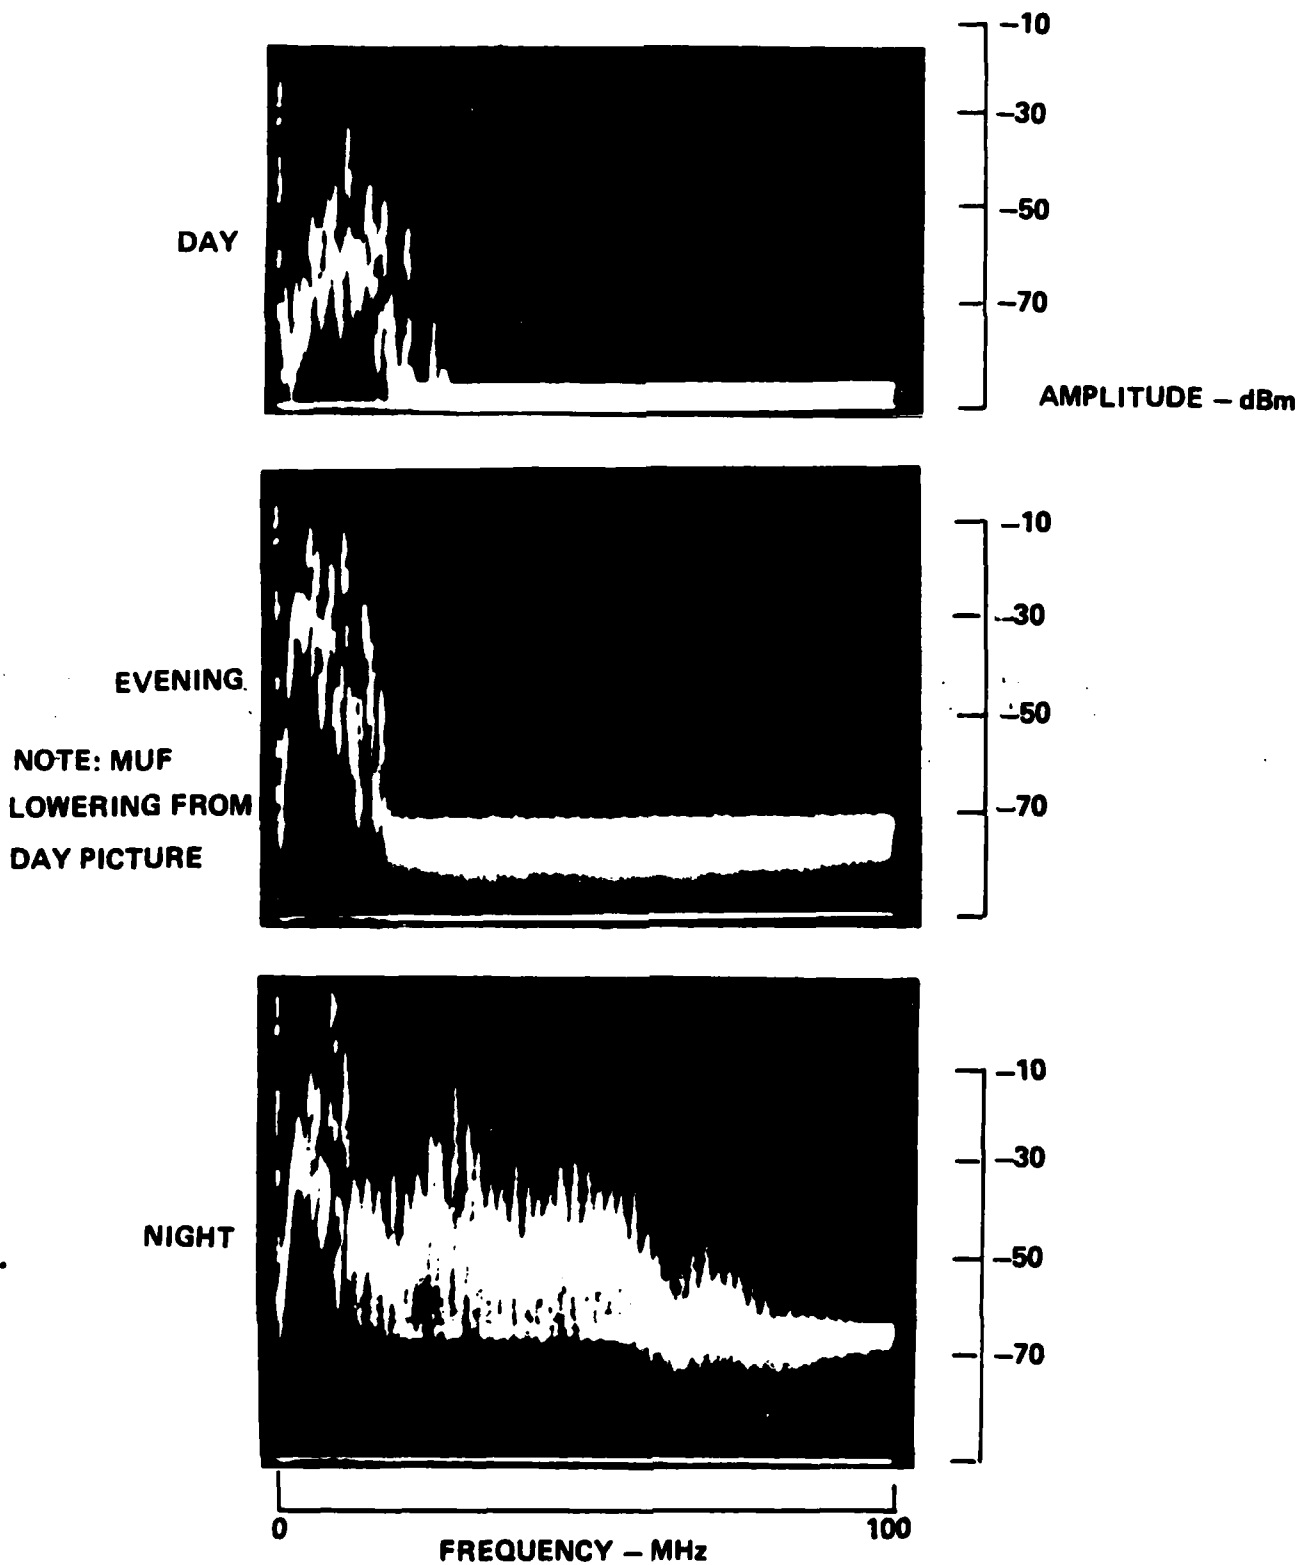 −10
−30
DAY
−50
−70
AMPLITUDE − dBm
−10
−30
EVENING
−50
NOTE: MUF
LOWERING FROM
DAY PICTURE
−70
−10
−30
NIGHT
−50
−70
0
100
FREQUENCY − MHz